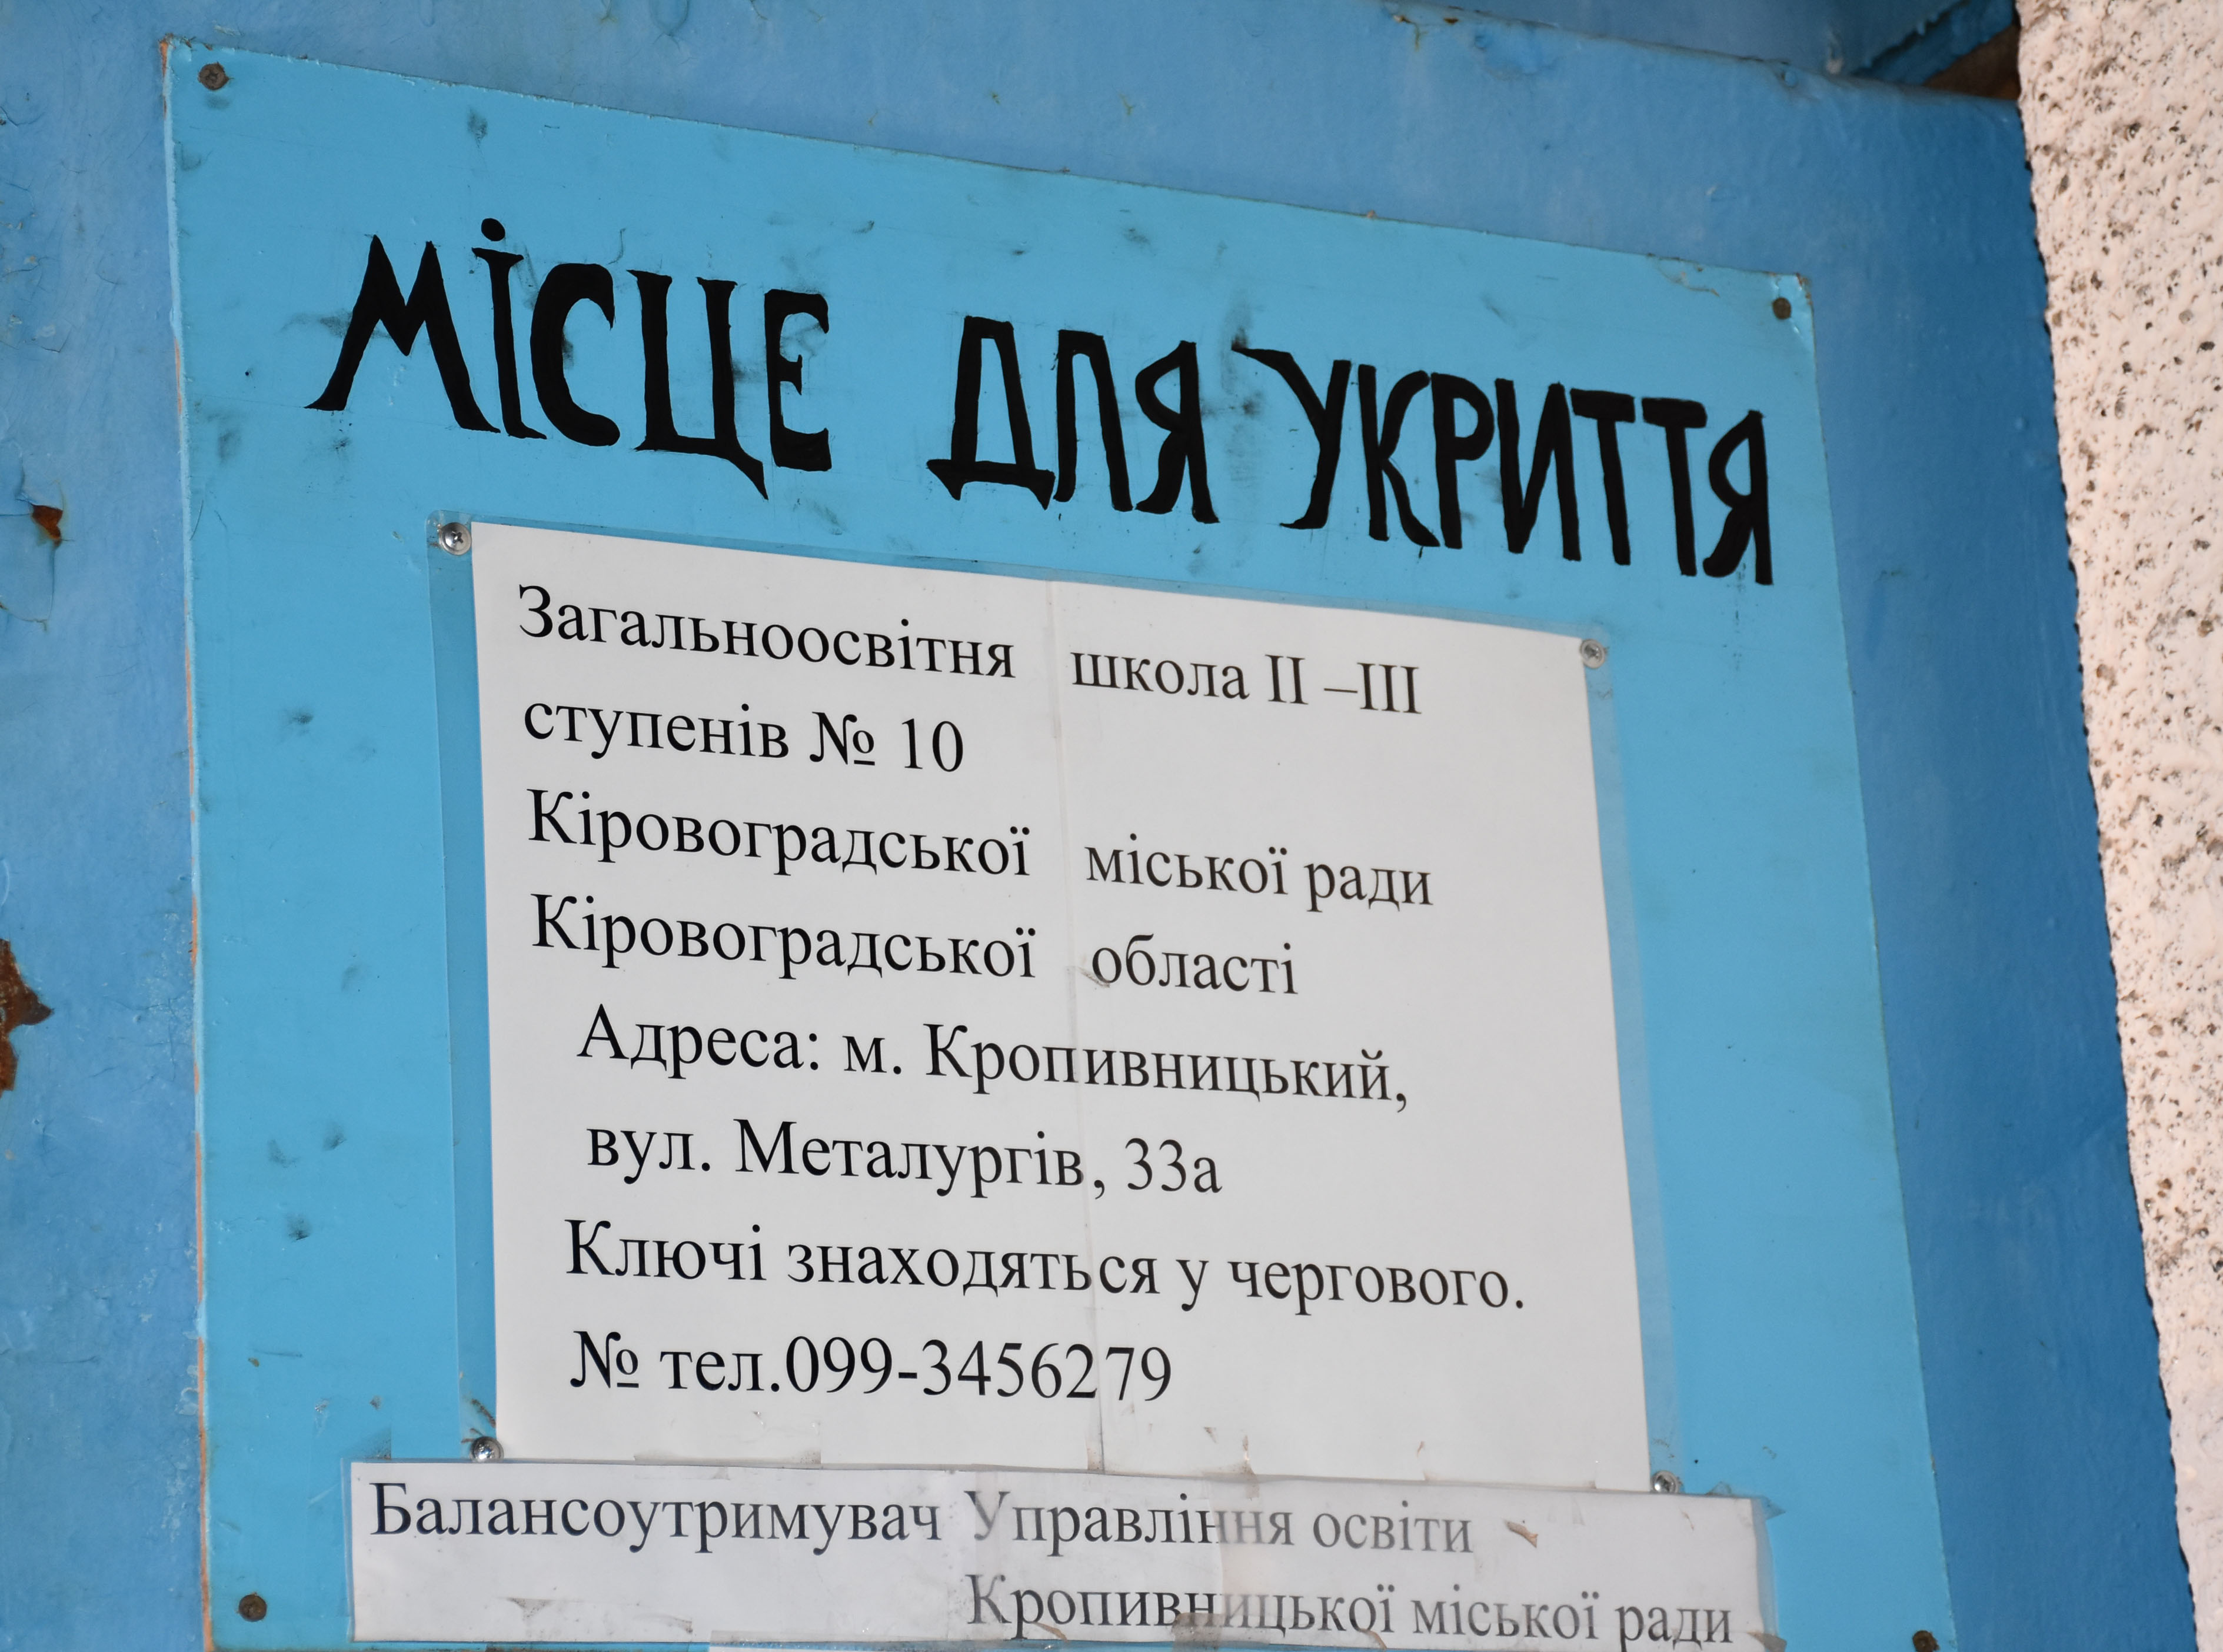 МІСЦЕ ДЛЯ УКРИТТЯ
Загальноосвітня школа ІІ –ІІІ
ступенів № 10
Кіровоградської міської ради
Кіровоградської області
Адреса: м. Кропивницький,
вул. Металургів, 33а
Ключі знаходяться у чергового.
№ тел.099-3456279
Балансоутримувач Управління освіти
Кропивницької міської ради